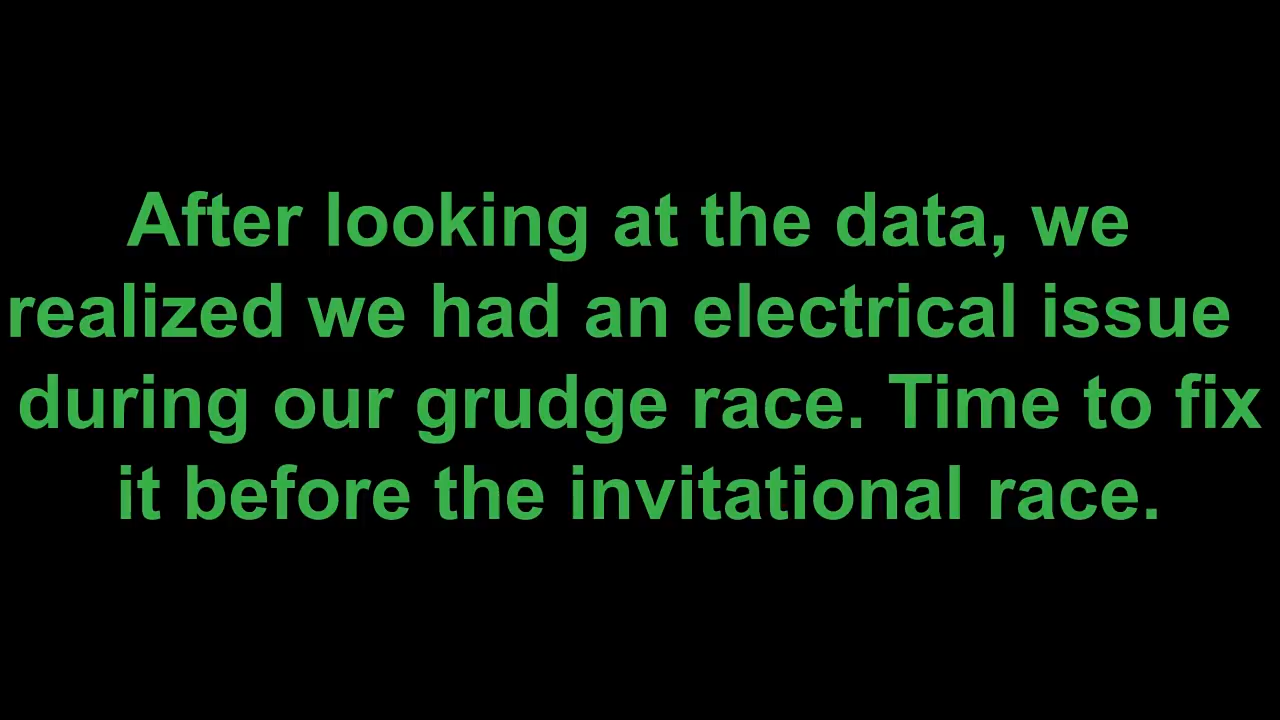 After looking at the data, we
realized we had an electrical issue
during our grudge race. Time to fix
it before the invitational race.